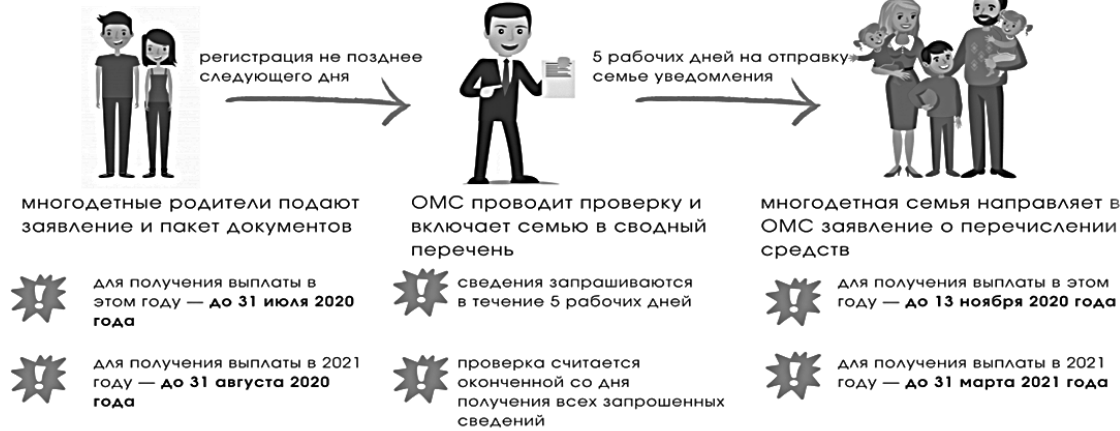 регистрация не позднее
следующего дня
5 рабочих дней на отправку
семье уведомления
многодетные родители подают
заявление и пакет документов
ОМС проводит проверку и
включает семью в сводный
перечень
многодетная семья направляет в
ОМС заявление о перечислении
средств
для получения выплаты в
этом году — до 31 июля 2020
года
сведения запрашиваются
в течение 5 рабочих дней
для получения выплаты в этом
году — до 13 ноября 2020 года
для получения выплаты в 2021
году — до 31 августа 2020
года
проверка считается
оконченной со дня
получения всех запрошенных
сведений
для получения выплаты в 2021
году — до 31 марта 2021 года